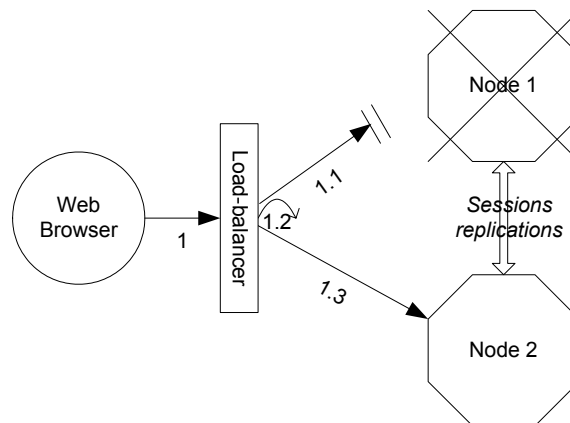 Node 1
Web
Browser
Load-balancer
1
1.1
1.2
1.3
Sessions
replications
Node 2